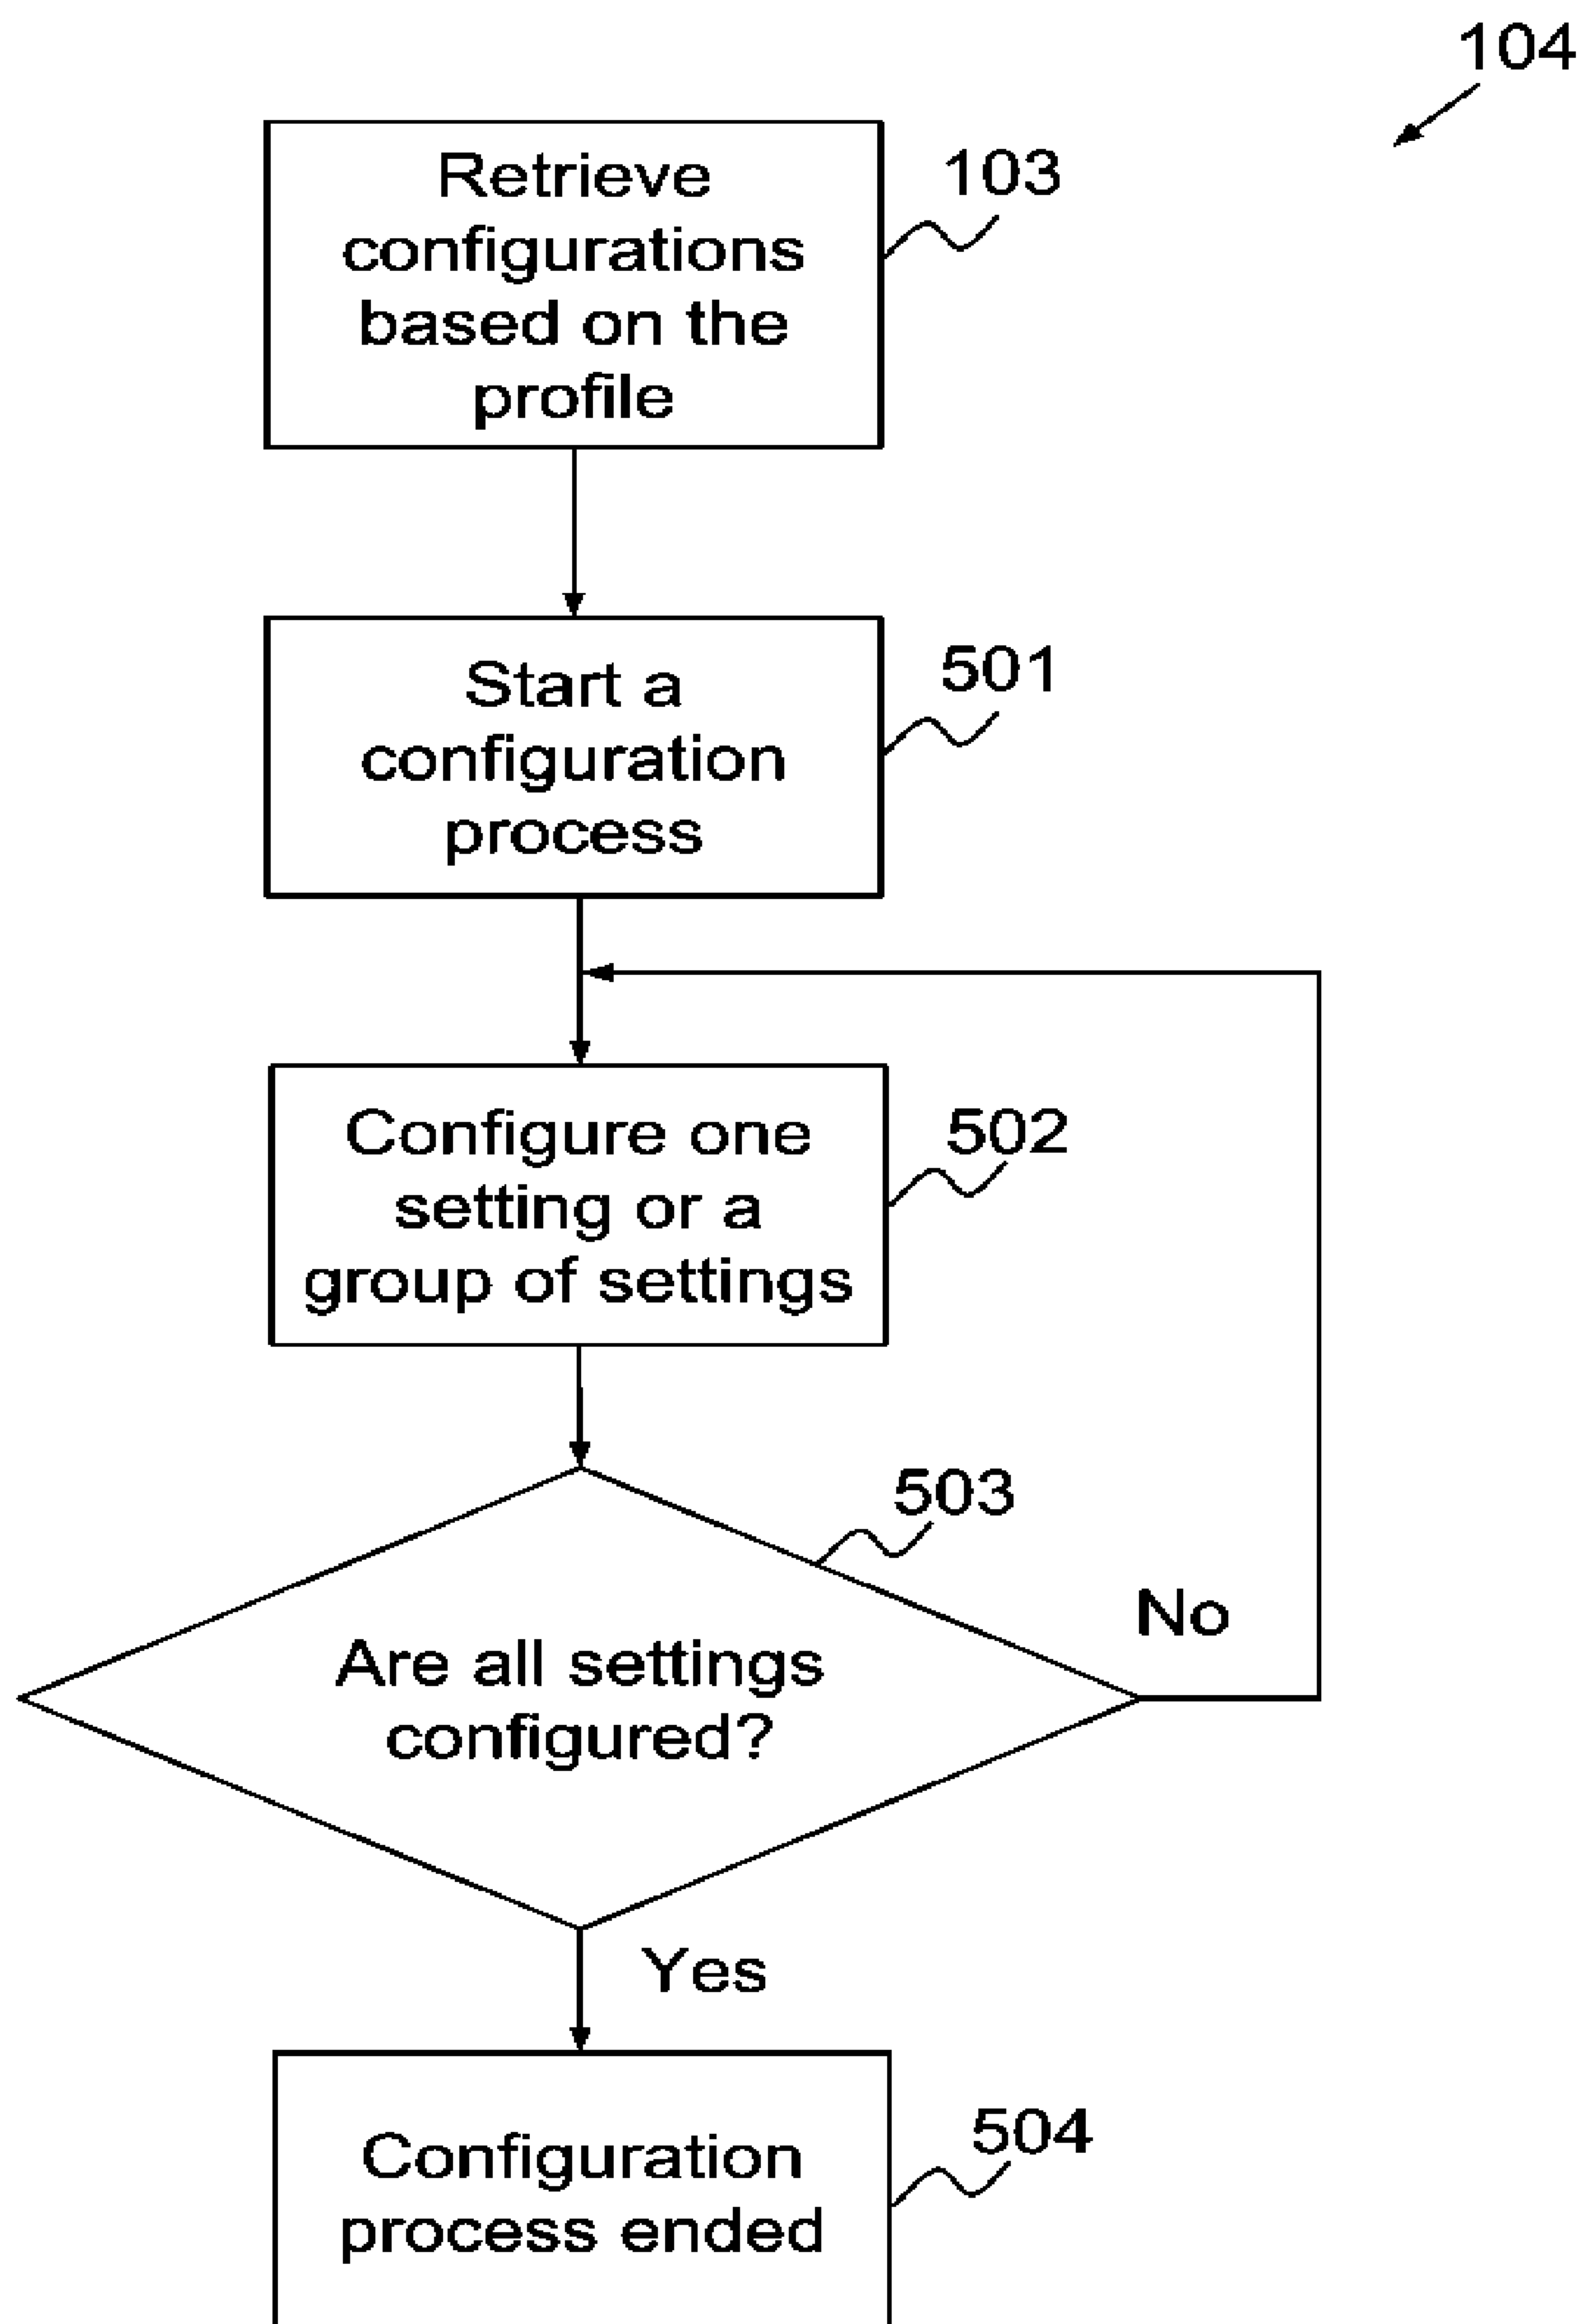 104
Retrieve
configurations
based on the
profile
103
Start a
configuration
process
501
Configure one
setting or a
group of settings
502
503
Are all settings
configured?
No
Yes
Configuration
process ended
504